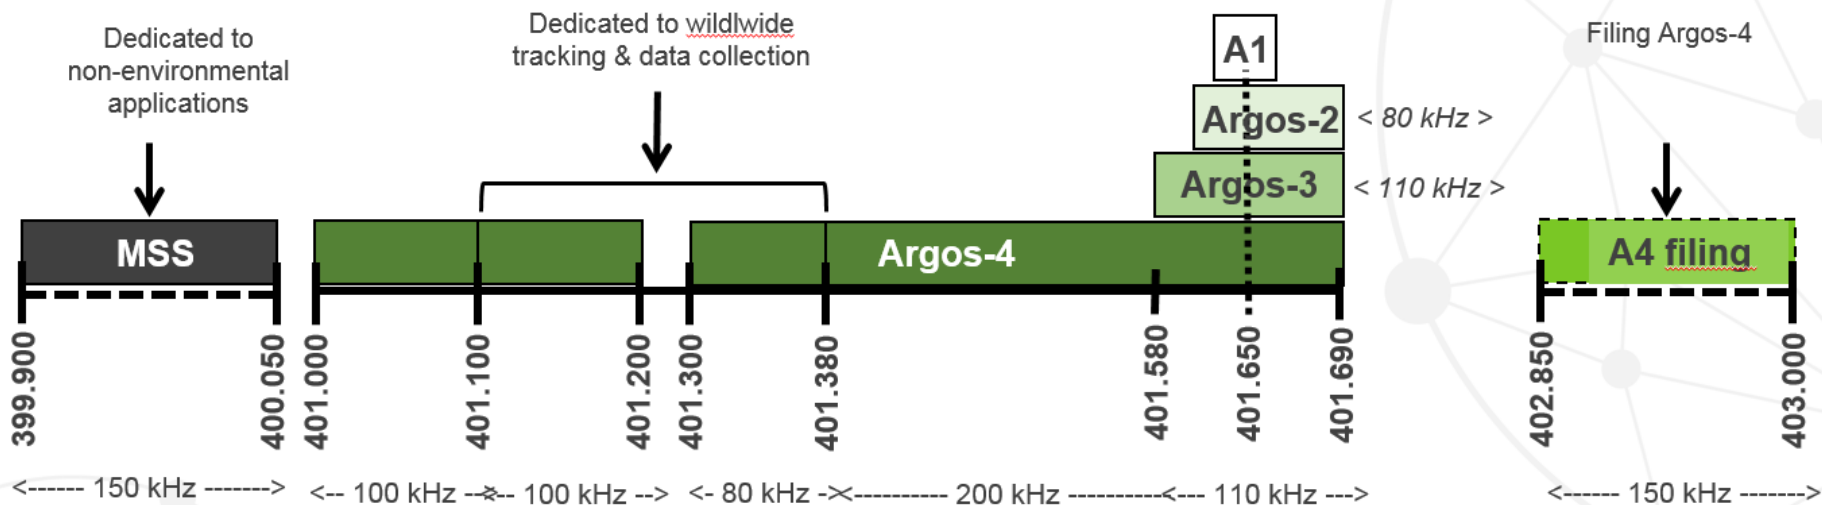 Dedicated to
non-environmental
applications
Dedicated to wildlwide
tracking & data collection
Filing Argos-4
A1
Argos-2
< 80 kHz >
Argos-3
< 110 kHz >
MSS
Argos-4
A4 filing
399.900
400.050
401.000
401.100
401.200
401.300
401.380
401.580
401.650
401.690
402.850
403.000
<------ 150 kHz ------->
<-- 100 kHz -->
<-- 100 kHz -->
<- 80 kHz ->
<---------- 200 kHz ---------->
<--- 110 kHz --->
<------ 150 kHz ------->